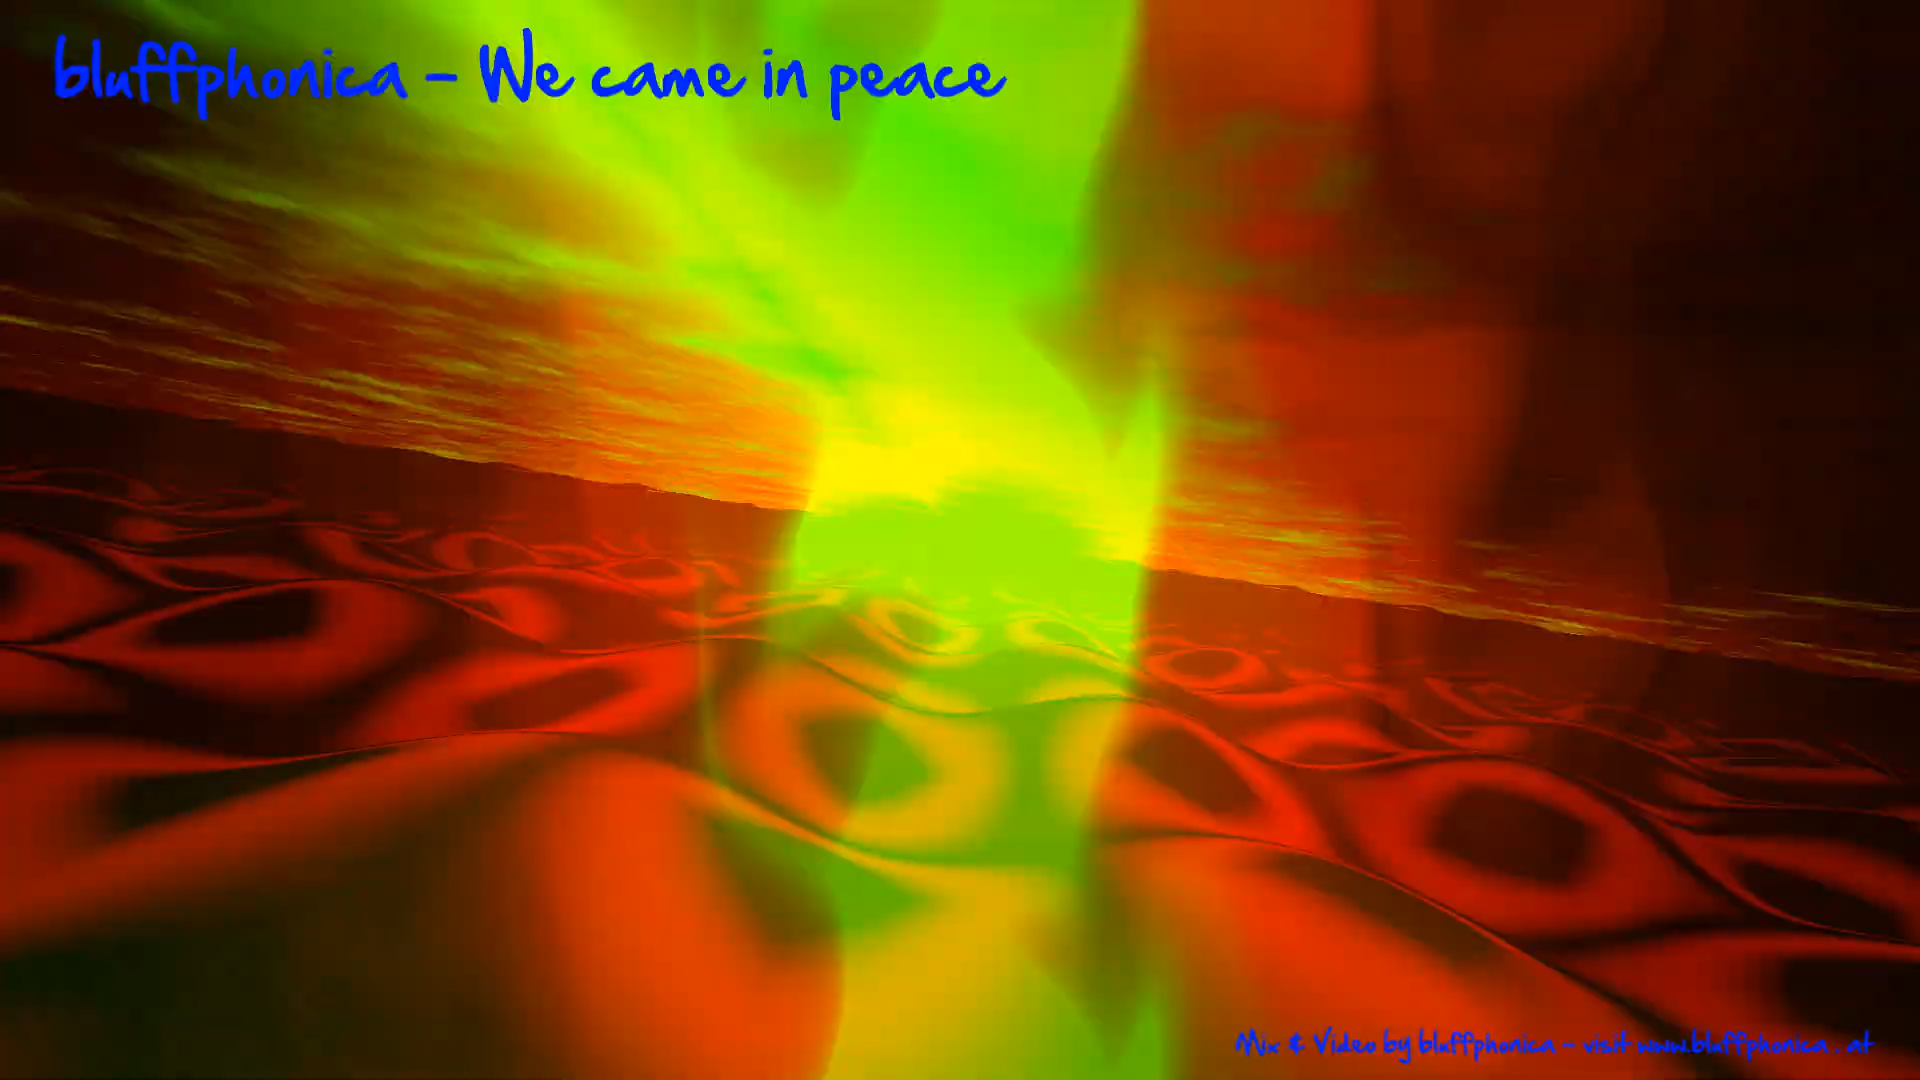 bluffphonica - We came in peace
Mix & Video by bluffphonica - visit www.bluffphonica . at